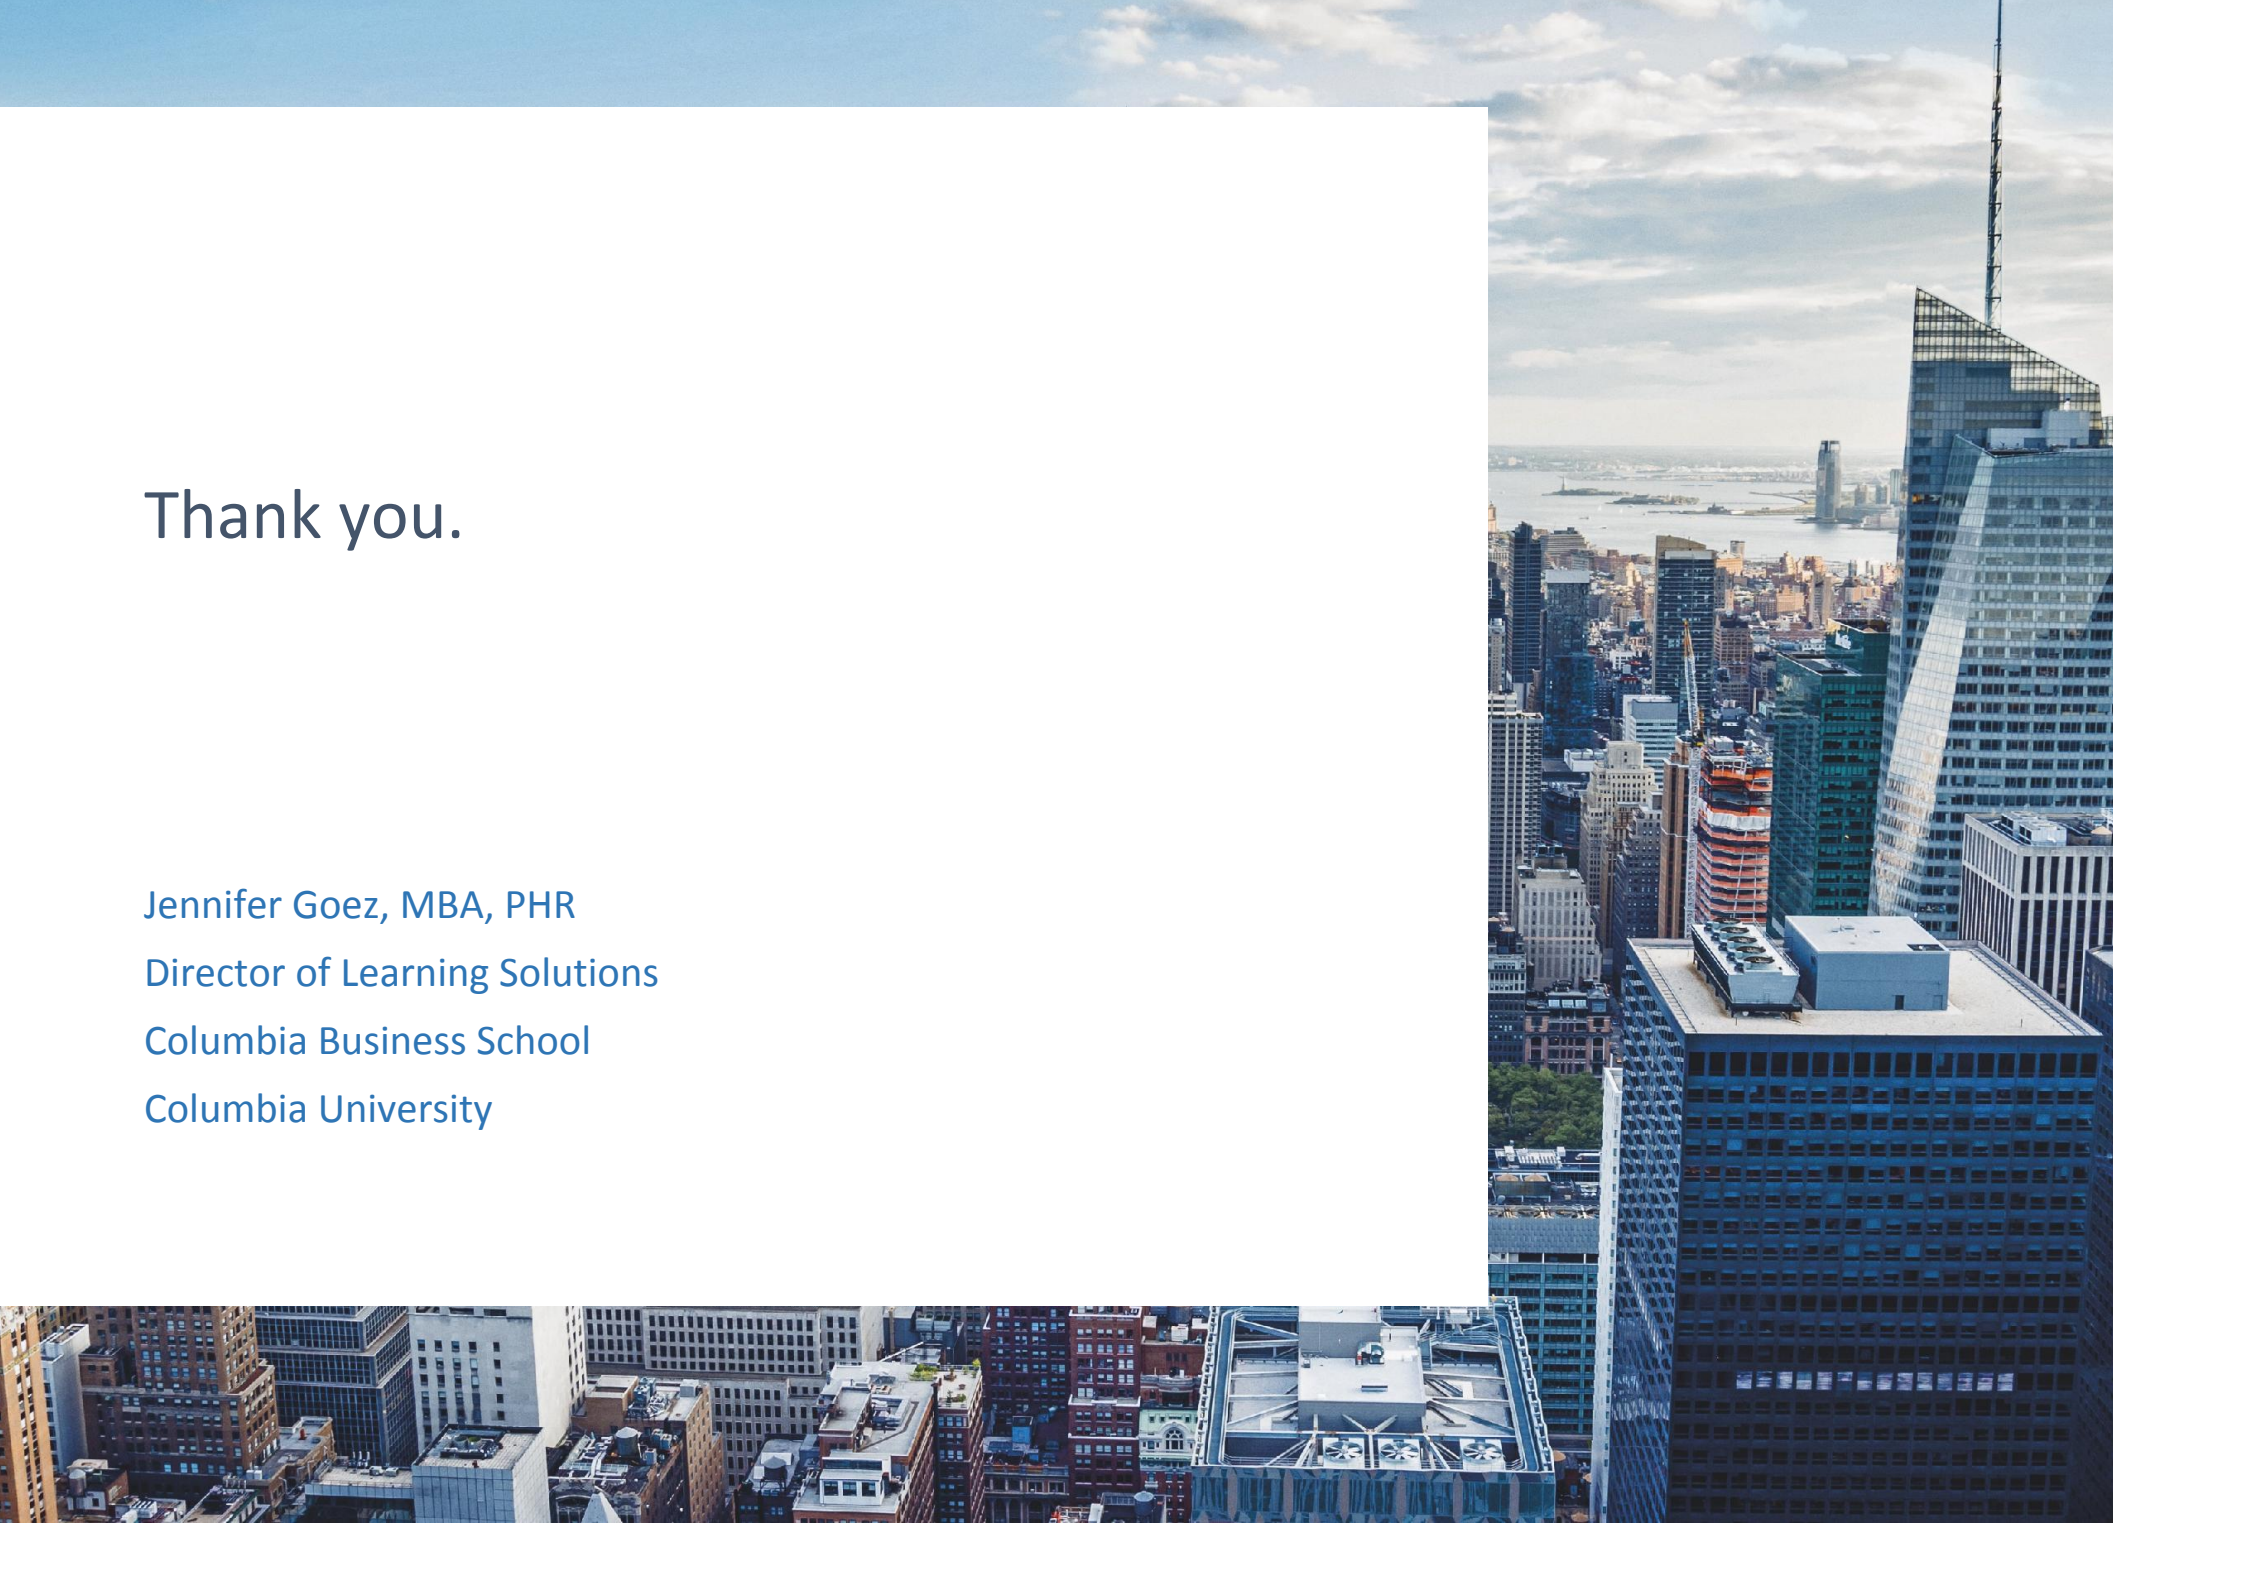 Thank you.
Jennifer Goez, MBA, PHR
Director of Learning Solutions
Columbia Business School
Columbia University